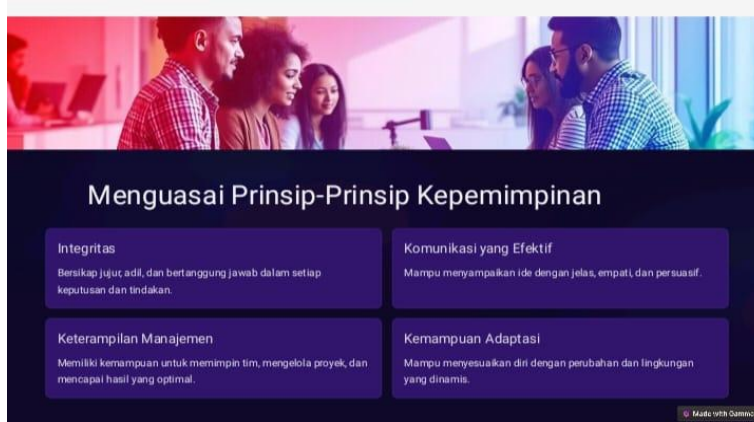 Menguasai Prinsip-Prinsip Kepemimpinan
Integritas
Bersikap jujur, adil, dan bertanggung jawab dalam setiap
keputusan dan tindakan.
Komunikasi yang Efektif
Mampu menyampaikan ide dengan jelas, empati, dan persuasif.
Keterampilan Manajemen
Memiliki kemampuan untuk memimpin tim, mengelola proyek, dan
mencapai hasil yang optimal.
Kemampuan Adaptasi
Mampu menyesuaikan diri dengan perubahan dan lingkungan
yang dinamis.
Made with Gamma